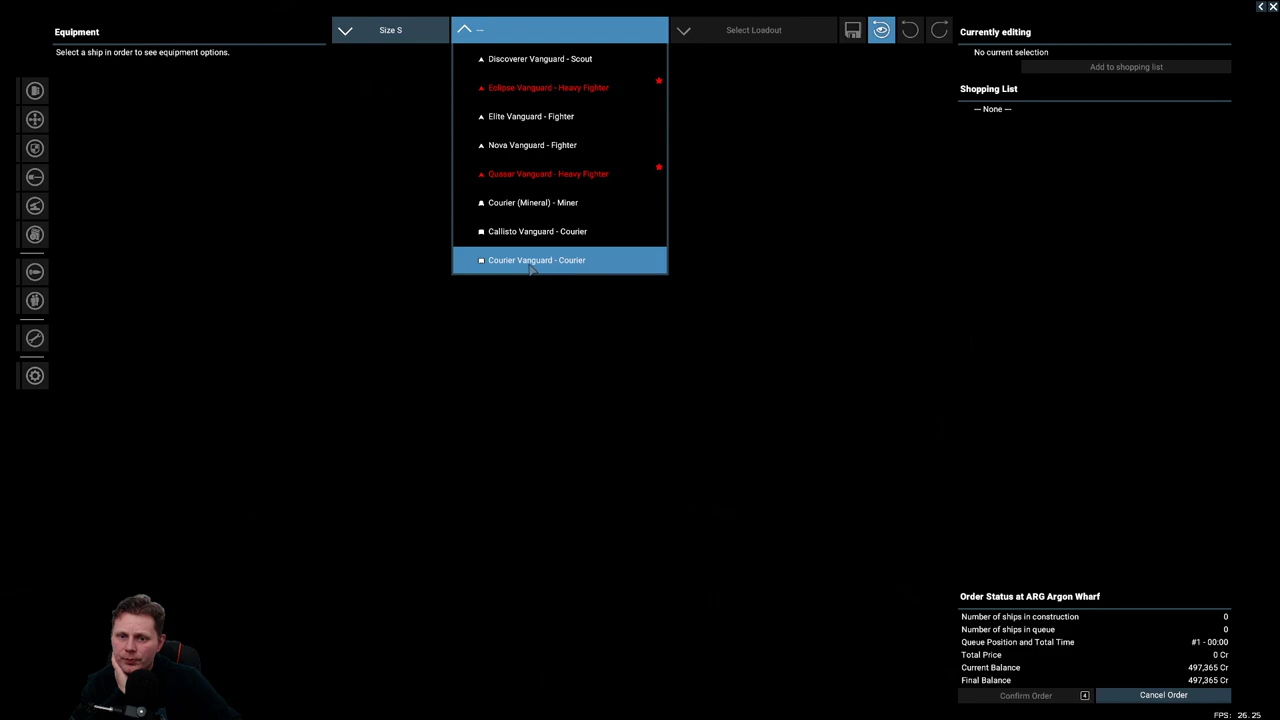 Equipment
Select a ship in order to see equipment options.
Size S
--
Select Loadout
Discoverer Vanguard - Scout
Eclipse Vanguard - Heavy Fighter
Elite Vanguard - Fighter
Nova Vanguard - Fighter
Quasar Vanguard - Heavy Fighter
Courier (Mineral) - Miner
Callisto Vanguard - Courier
Courier Vanguard - Courier
Currently editing
No current selection
Add to shopping list
Shopping List
— None —
Order Status at ARG Argon Wharf
Number of ships in construction 0
Number of ships in queue 0
Queue Position and Total Time #1 - 00:00
Total Price 0 Cr
Current Balance 497,365 Cr
Final Balance 497,365 Cr
Confirm Order 4 Cancel Order
FPS: 26.25